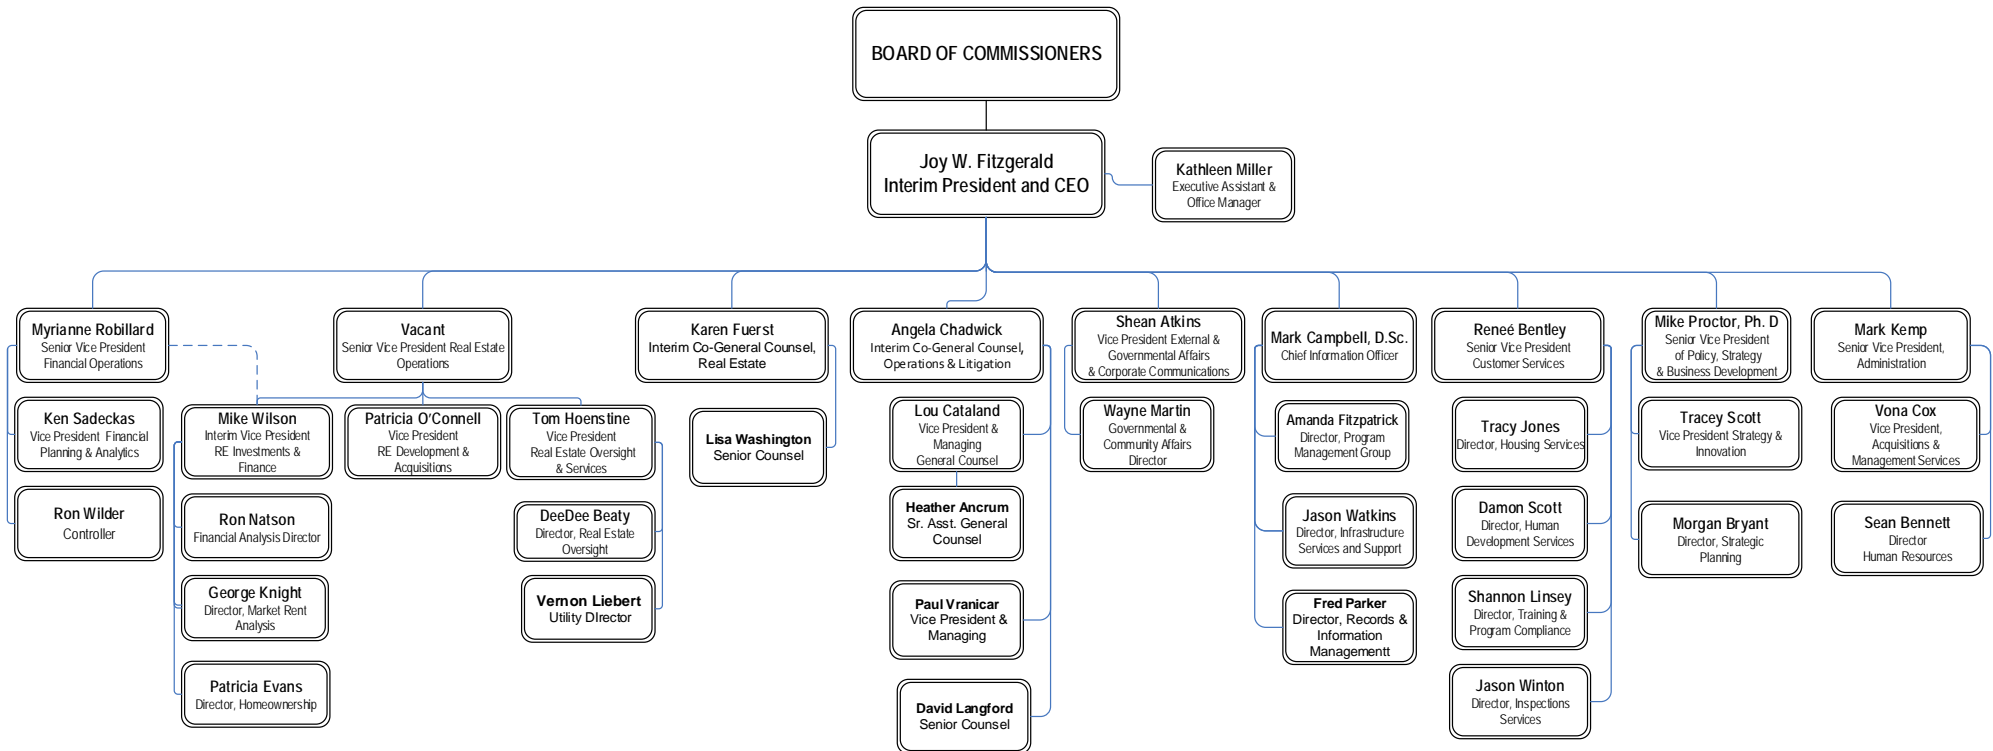 BOARD OF COMMISSIONERS
Joy W. Fitzgerald
Interim President and CEO
Kathleen Miller
Executive Assistant &
Office Manager
Myrianne Robillard
Senior Vice President
Financial Operations
Ken Sadeckas
Vice President Financial
Planning & Analytics
Ron Wilder
Controller
Vacant
Senior Vice President Real Estate
Operations
Mike Wilson
Interim Vice President
RE Investments &
Finance
Ron Natson
Financial Analysis Director
George Knight
Director, Market Rent
Analysis
Patricia Evans
Director, Homeownership
Patricia O'Connell
Vice President
RE Development &
Acquisitions
Tom Hoenstine
Vice President
Real Estate Oversight
& Services
DeeDee Beaty
Director, Real Estate
Oversight
Vernon Liebert
Utility DIrector
Karen Fuerst
Interim Co-General Counsel,
Real Estate
Lisa Washington
Senior Counsel
Angela Chadwick
Interim Co-General Counsel,
Operations & Litigation
Lou Cataland
Vice President &
Managing
General Counsel
Heather Ancrum
Sr. Asst. General
Counsel
Paul Vranicar
Vice President &
Managing
David Langford
Senior Counsel
Shean Atkins
Vice President External &
Governmental Affairs
& Corporate Communications
Wayne Martin
Governmental &
Community Affairs
Director
Mark Campbell, D.Sc.
Chief Information Officer
Amanda Fitzpatrick
Director, Program
Management Group
Jason Watkins
Director, Infrastructure
Services and Support
Fred Parker
Director, Records &
Information
Managementt
Reneé Bentley
Senior Vice President
Customer Services
Tracy Jones
Director, Housing Services
Damon Scott
Director, Human
Development Services
Shannon Linsey
Director, Training &
Program Compliance
Jason Winton
Director, Inspections
Services
Mike Proctor, Ph. D
Senior Vice President
of Policy, Strategy
& Business Development
Tracey Scott
Vice President Strategy &
Innovation
Morgan Bryant
Director, Strategic
Planning
Mark Kemp
Senior Vice President,
Administration
Vona Cox
Vice President,
Acquisitions &
Management Services
Sean Bennett
Director
Human Resources